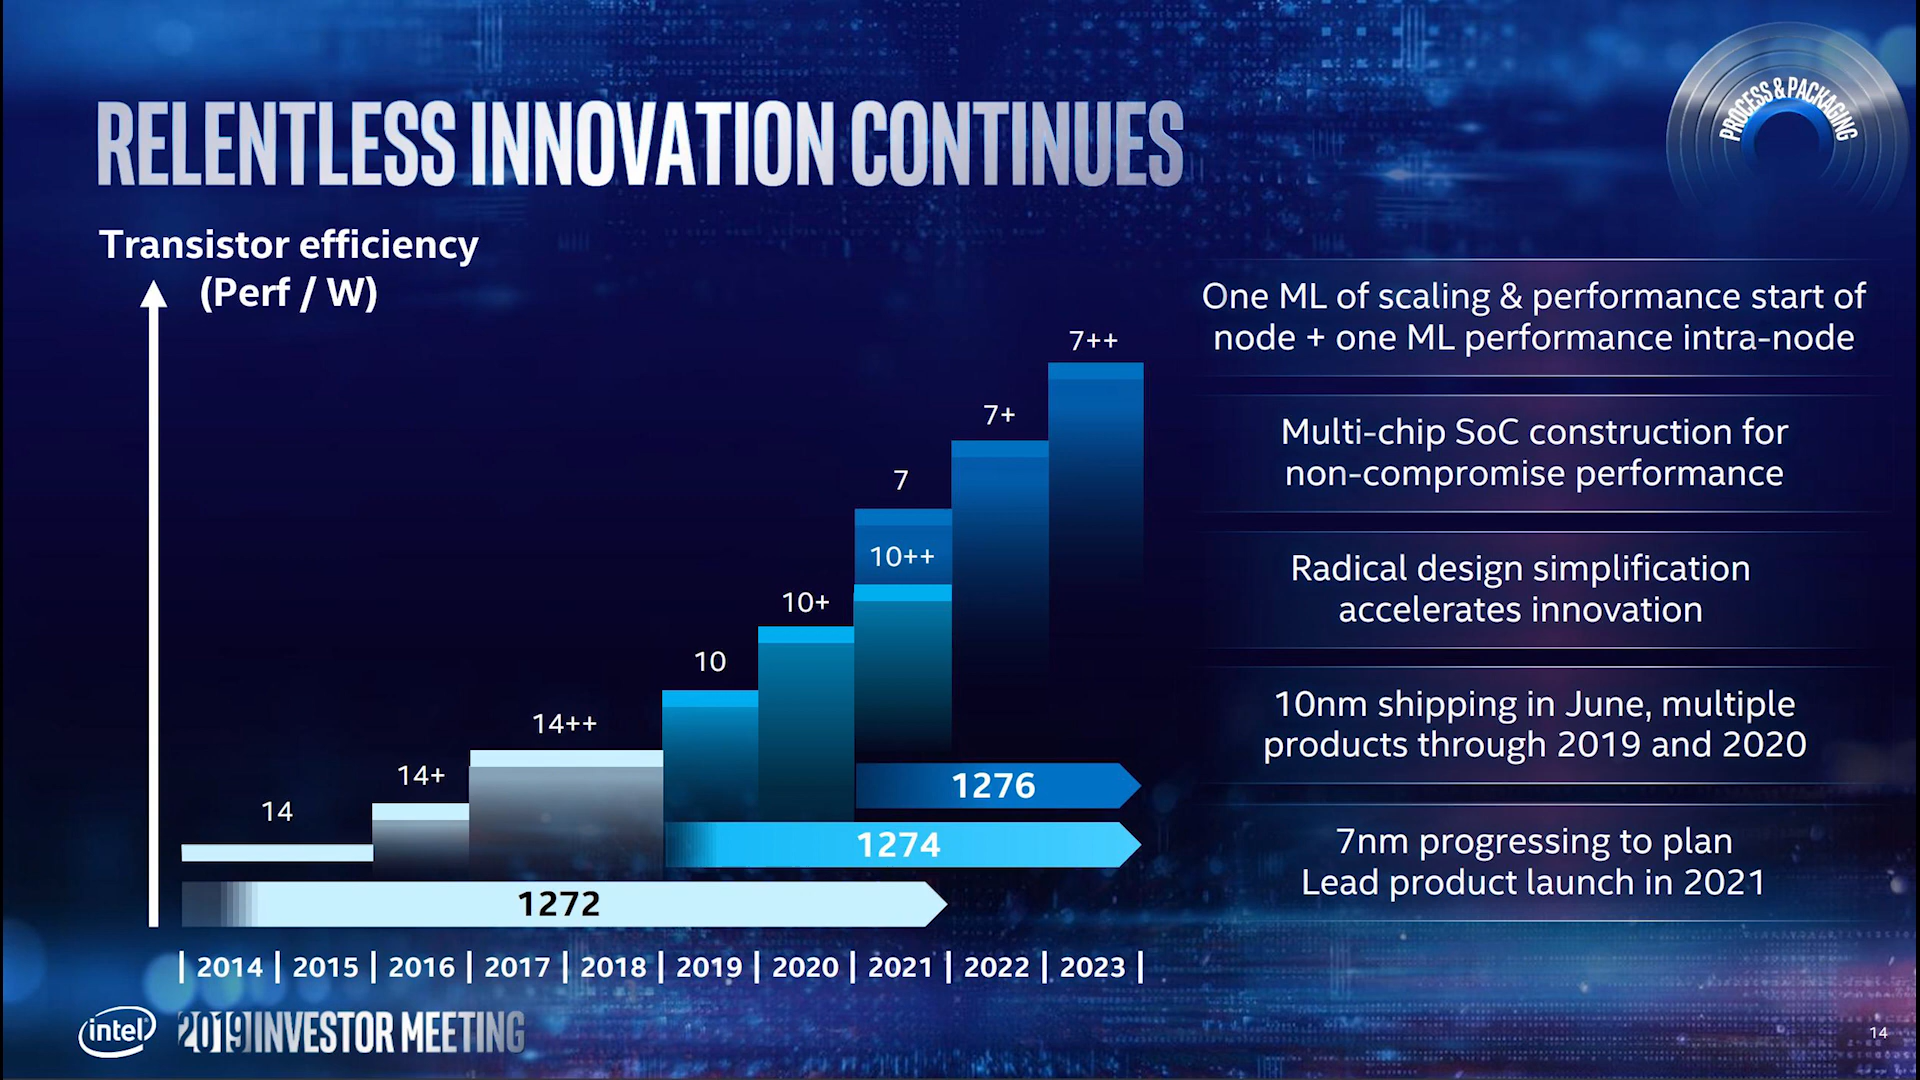 PROCESS & PACKAGING
RELENTLESS INNOVATION CONTINUES
Transistor efficiency
(Perf / W)
14
14+
14++
10
10+
10++
7
7+
7++
1276
1274
1272
| 2014 | 2015 | 2016 | 2017 | 2018 | 2019 | 2020 | 2021 | 2022 | 2023 |
One ML of scaling & performance start of
node + one ML performance intra-node
Multi-chip SoC construction for
non-compromise performance
Radical design simplification
accelerates innovation
10nm shipping in June, multiple
products through 2019 and 2020
7nm progressing to plan
Lead product launch in 2021
intel
2019 INVESTOR MEETING
14